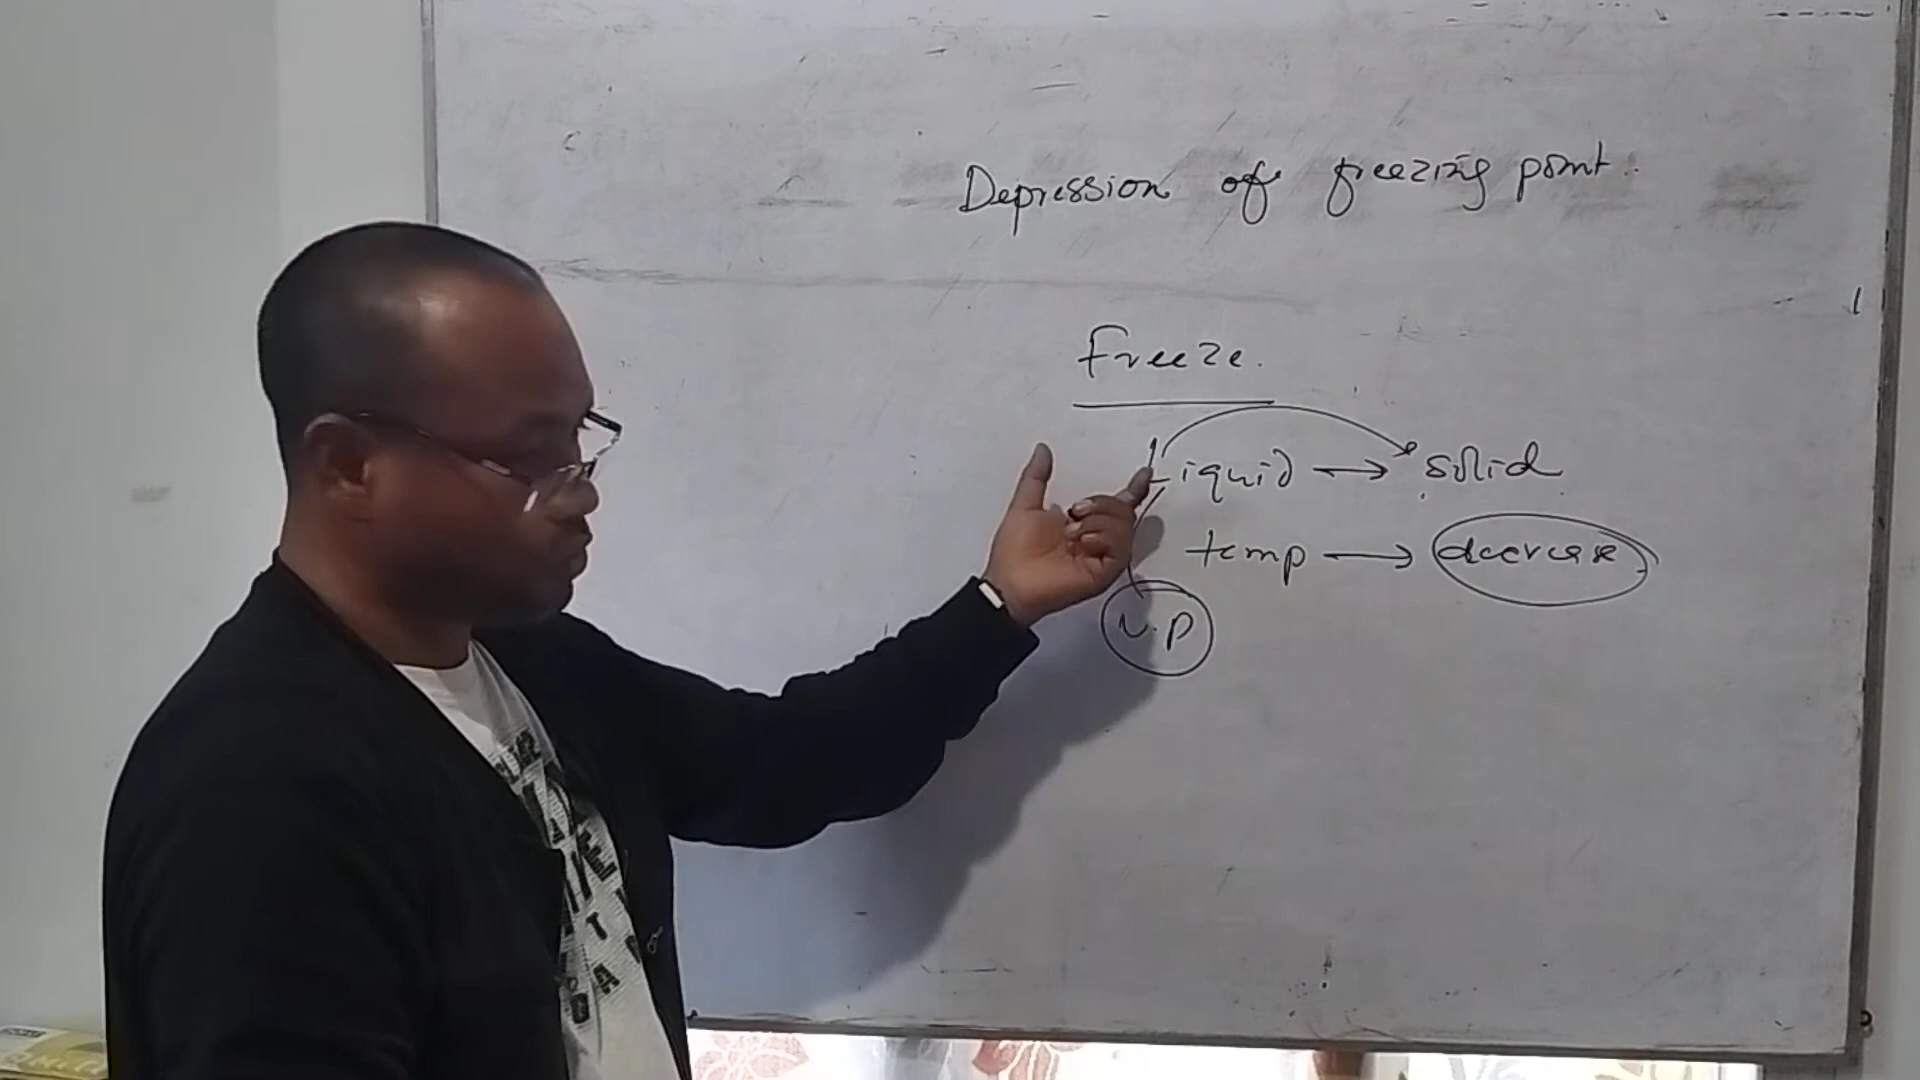 Depression of freezing point.
Freeze.
Liquid → solid
temp → decrease
V.P